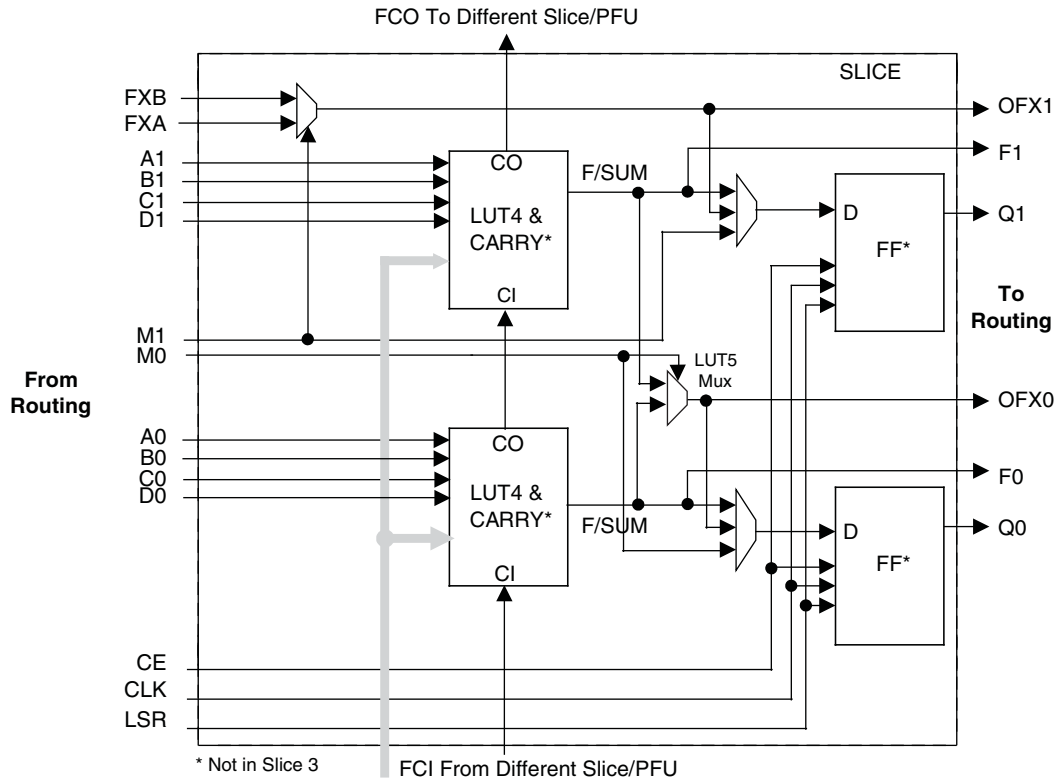 FCO To Different Slice/PFU
SLICE
FXB
FXA
OFX1
F1
A1
B1
C1
D1
CO
LUT4 &
CARRY*
CI
F/SUM
D
FF*
Q1
To
Routing
M1
M0
From
Routing
LUT5
Mux
OFX0
A0
B0
C0
D0
CO
LUT4 &
CARRY*
CI
F/SUM
F0
D
FF*
Q0
CE
CLK
LSR
* Not in Slice 3
FCI From Different Slice/PFU